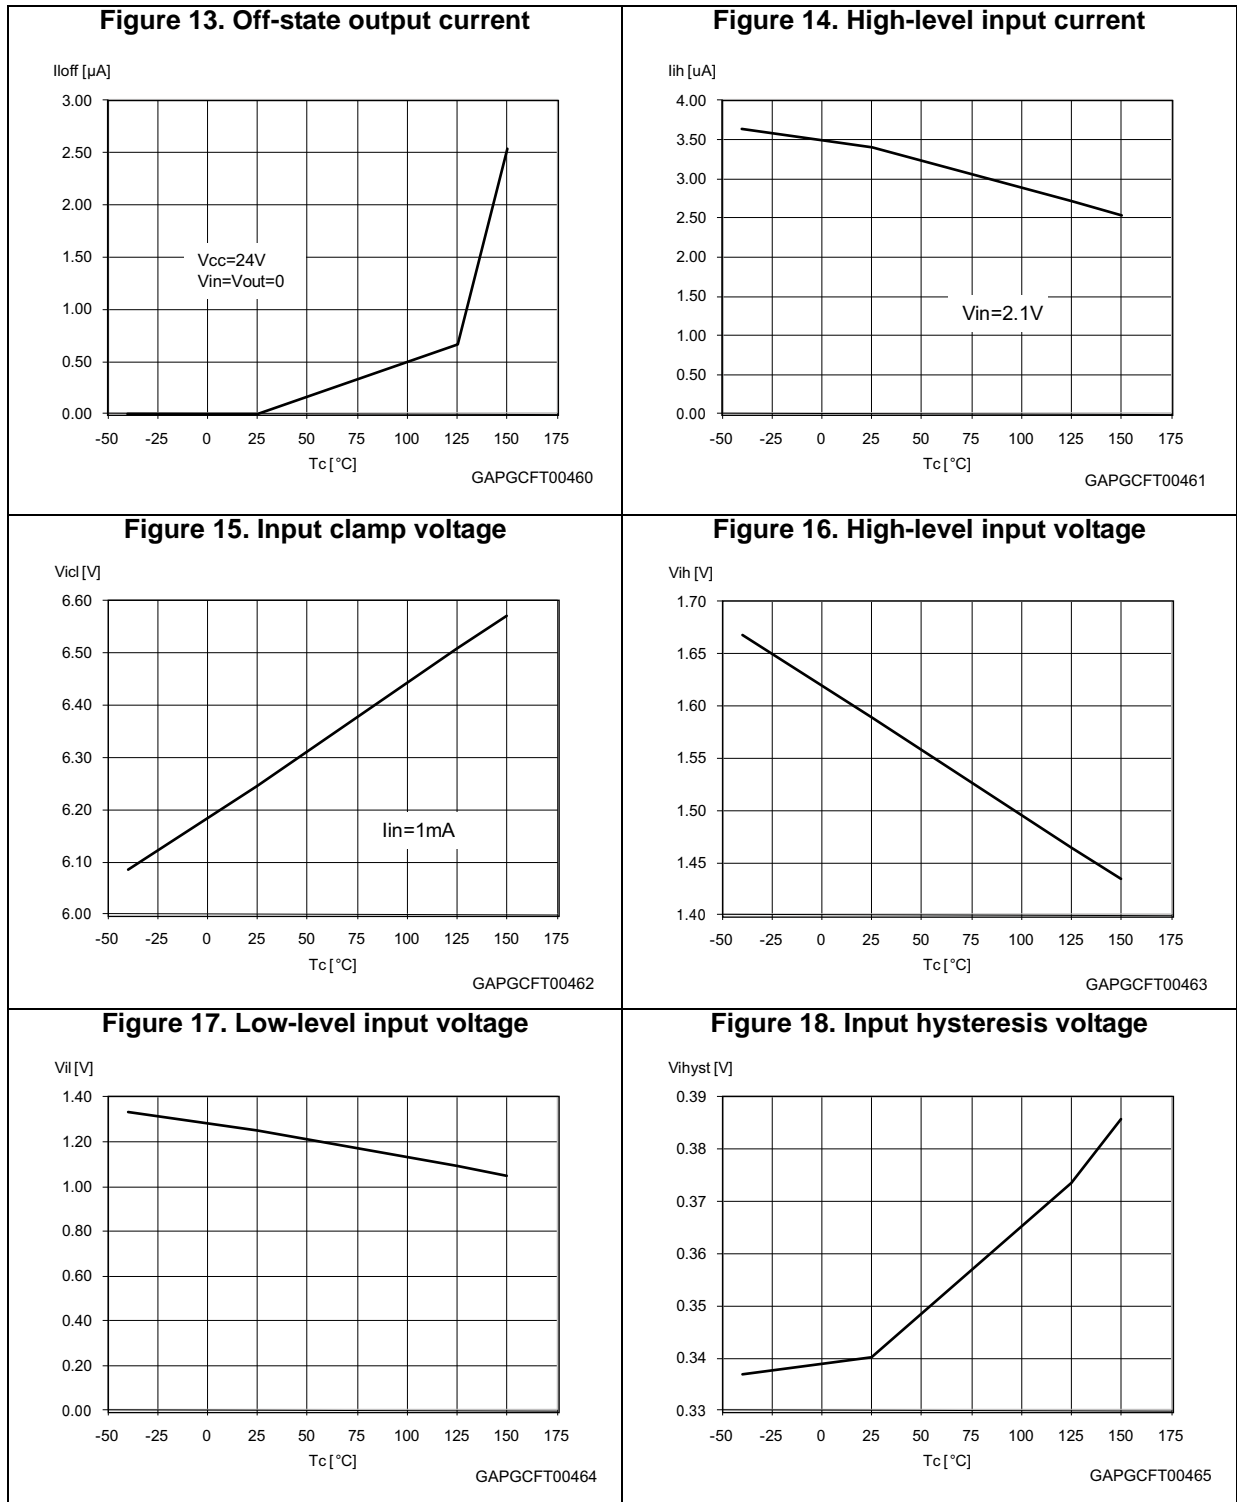 Figure 13. Off-state output current
Iloff [µA]
3.00
2.50
2.00
1.50
1.00
0.50
0.00
Vcc=24V
Vin=Vout=0
-50 -25 0 25 50 75 100 125 150 175
Tc [°C]
GAPGCFT00460
Figure 14. High-level input current
Iih [uA]
4.00
3.50
3.00
2.50
2.00
1.50
1.00
0.50
0.00
Vin=2.1V
-50 -25 0 25 50 75 100 125 150 175
Tc [°C]
GAPGCFT00461
Figure 15. Input clamp voltage
Vicl [V]
6.60
6.50
6.40
6.30
6.20
6.10
6.00
Iin=1mA
-50 -25 0 25 50 75 100 125 150 175
Tc [°C]
GAPGCFT00462
Figure 16. High-level input voltage
Vih [V]
1.70
1.65
1.60
1.55
1.50
1.45
1.40
-50 -25 0 25 50 75 100 125 150 175
Tc [°C]
GAPGCFT00463
Figure 17. Low-level input voltage
Vil [V]
1.40
1.20
1.00
0.80
0.60
0.40
0.20
0.00
-50 -25 0 25 50 75 100 125 150 175
Tc [°C]
GAPGCFT00464
Figure 18. Input hysteresis voltage
Vihyst [V]
0.39
0.38
0.37
0.36
0.35
0.34
0.33
-50 -25 0 25 50 75 100 125 150 175
Tc [°C]
GAPGCFT00465